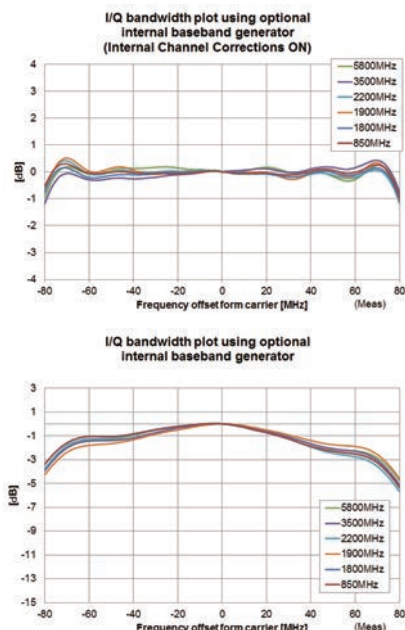 I/Q bandwidth plot using optional
internal baseband generator
(Internal Channel Corrections ON)
4
3
2
1
0
-1
-2
-3
-4
[dB]
5800MHz
3500MHz
2200MHz
1900MHz
1800MHz
850MHz
-80 -60 -40 -20 0 20 40 60 80
Frequency offset form carrier [MHz] (Meas)
I/Q bandwidth plot using optional
internal baseband generator
3
1
-1
-3
-5
-7
-9
-11
-13
-15
[dB]
5800MHz
3500MHz
2200MHz
1900MHz
1800MHz
850MHz
-80 -60 -40 -20 0 20 40 60 80
Frequency offset form carrier [MHz] (Meas)